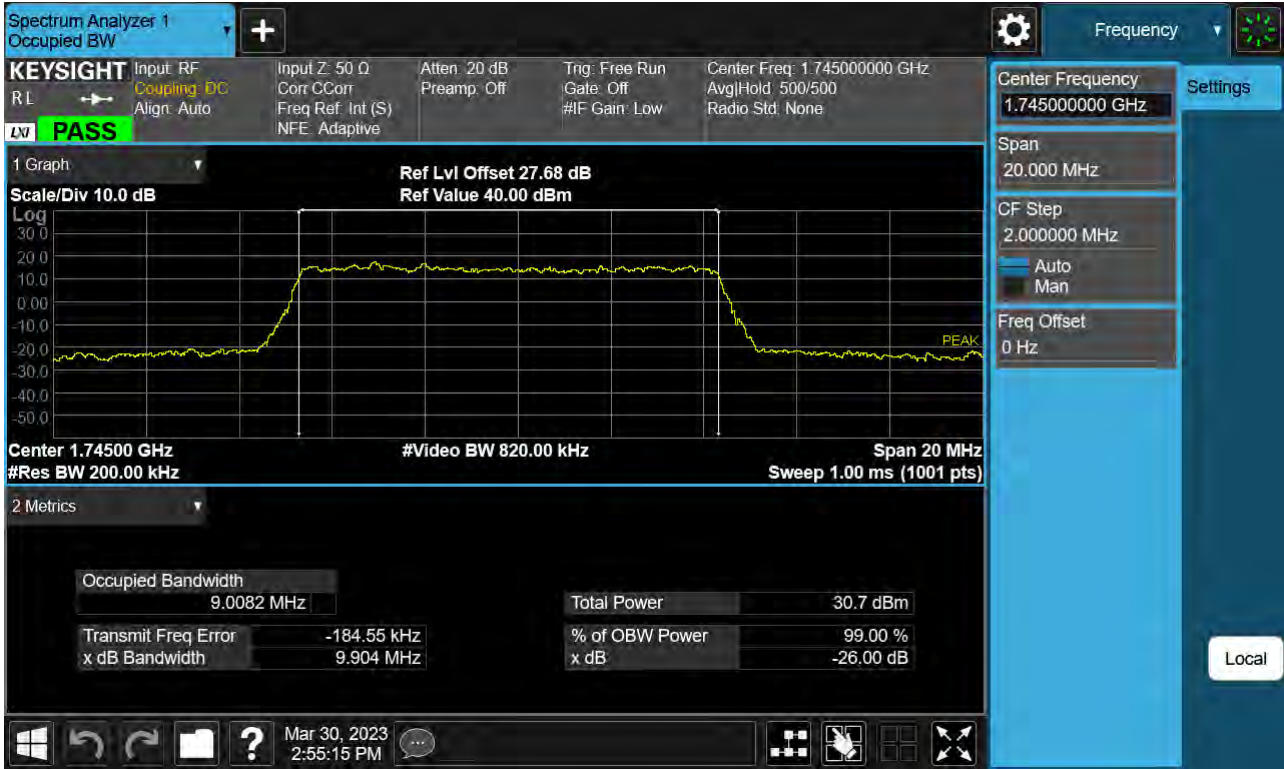 Spectrum Analyzer 1
Occupied BW
+
Frequency
KEYSIGHT
R L
LXI
PASS
Input: RF
Coupling: DC
Align: Auto
Input Z: 50 Ω
Corr CCorr
Freq Ref: Int (S)
NFE: Adaptive
Atten: 20 dB
Preamp: Off
Trig: Free Run
Gate: Off
#IF Gain: Low
Center Freq: 1.745000000 GHz
Avg|Hold: 500/500
Radio Std: None
Center Frequency
1.745000000 GHz
Settings
Span
20.000 MHz
CF Step
2.000000 MHz
Auto
Man
Freq Offset
0 Hz
1 Graph
Scale/Div 10.0 dB
Ref Lvl Offset 27.68 dB
Ref Value 40.00 dBm
Log
30.0
20.0
10.0
0.00
-10.0
-20.0
-30.0
-40.0
-50.0
PEAK
Center 1.74500 GHz
#Video BW 820.00 kHz
Span 20 MHz
#Res BW 200.00 kHz
Sweep 1.00 ms (1001 pts)
2 Metrics
Occupied Bandwidth
9.0082 MHz
Total Power 30.7 dBm
Transmit Freq Error -184.55 kHz
% of OBW Power 99.00 %
x dB Bandwidth 9.904 MHz
x dB -26.00 dB
Local
?
Mar 30, 2023
2:55:15 PM